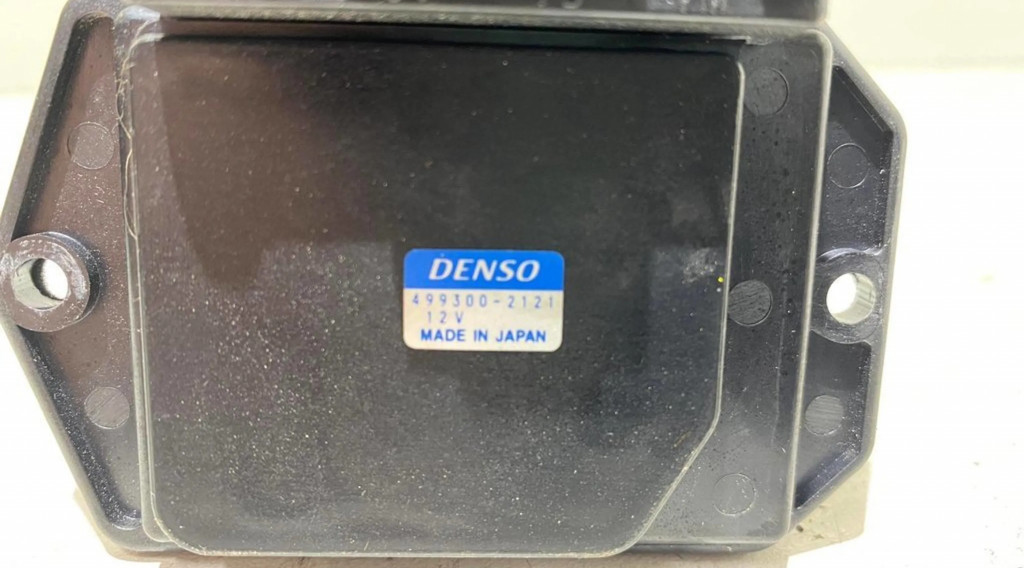 DENSO
499300-2121
12V
MADE IN JAPAN